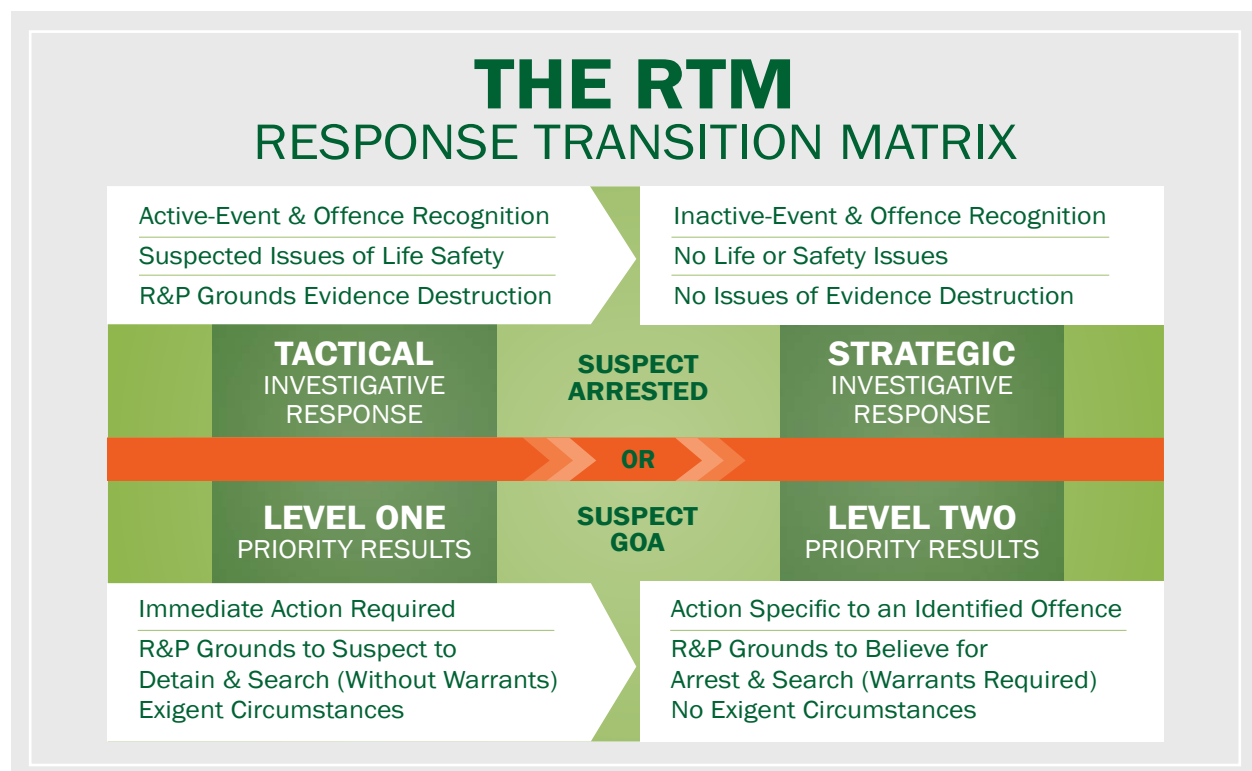 THE RTM
RESPONSE TRANSITION MATRIX
Active-Event & Offence Recognition
Suspected Issues of Life Safety
R&P Grounds Evidence Destruction
Inactive-Event & Offence Recognition
No Life or Safety Issues
No Issues of Evidence Destruction
TACTICAL
INVESTIGATIVE
RESPONSE
SUSPECT
ARRESTED
STRATEGIC
INVESTIGATIVE
RESPONSE
OR
LEVEL ONE
PRIORITY RESULTS
SUSPECT
GOA
LEVEL TWO
PRIORITY RESULTS
Immediate Action Required
R&P Grounds to Suspect to
Detain & Search (Without Warrants)
Exigent Circumstances
Action Specific to an Identified Offence
R&P Grounds to Believe for
Arrest & Search (Warrants Required)
No Exigent Circumstances